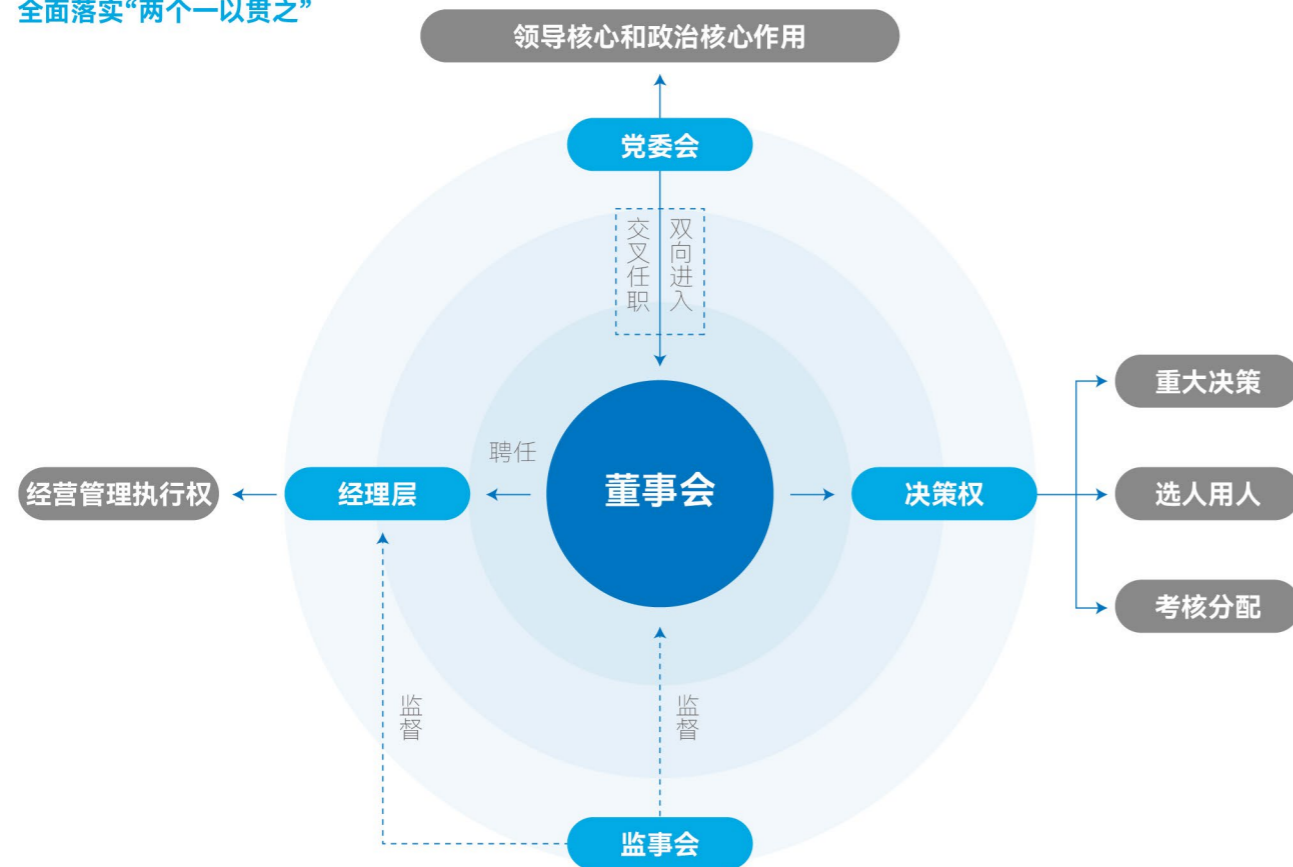 全面落实“两个一以贯之”
领导核心和政治核心作用
党委会
交叉任职
双向进入
重大决策
聘任
经营管理执行权
经理层
董事会
决策权
选人用人
考核分配
监督
监督
监事会